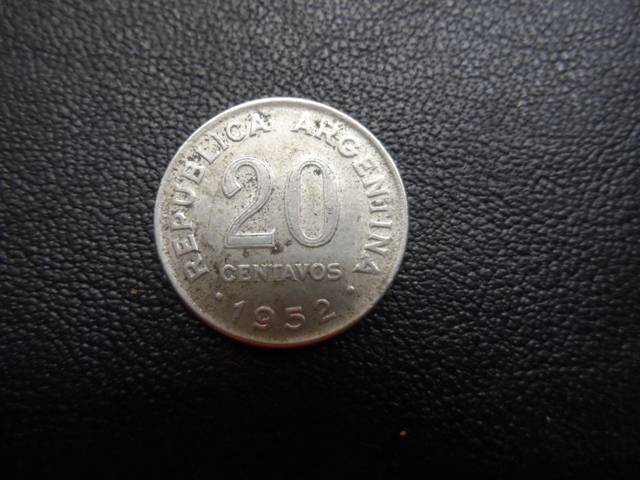 REPUBLICA ARGENTINA
20
CENTAVOS
· 1952 ·